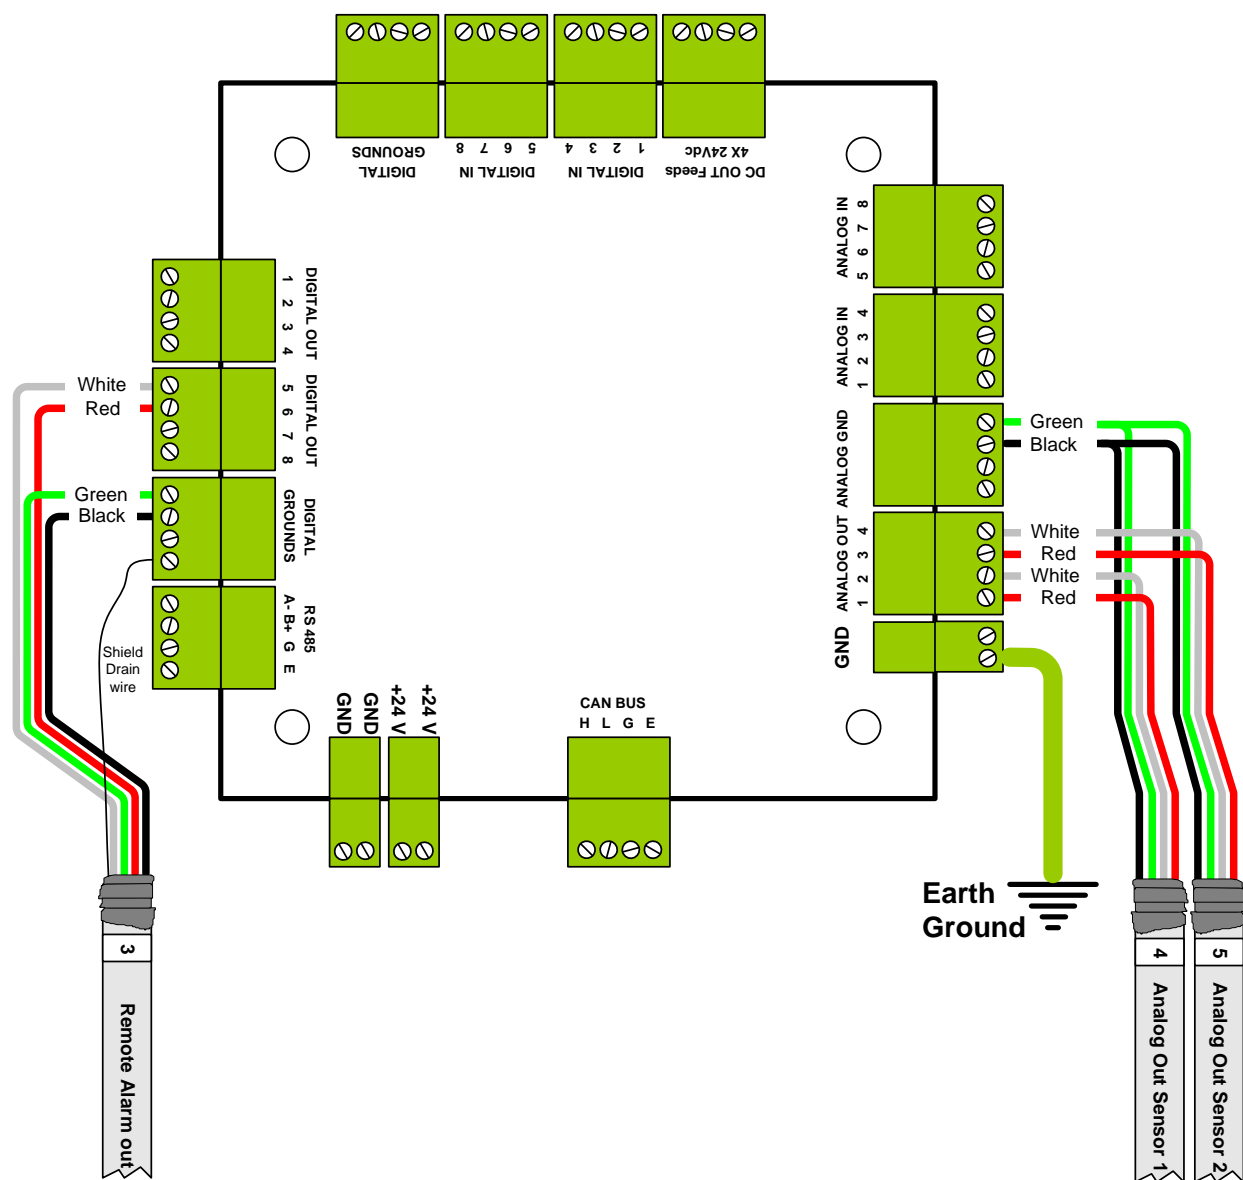 DIGITAL
GROUNDS
8 7 6 5
DIGITAL IN
4 3 2 1
DIGITAL IN
4X 24Vdc
DC OUT Feeds
DIGITAL OUT
1 2 3 4
DIGITAL OUT
5 6 7 8
DIGITAL
GROUNDS
RS 485
A- B+ G E
White
Red
Green
Black
Shield
Drain
wire
GND
GND
+24 V
+24 V
CAN BUS
H L G E
ANALOG IN
5 6 7 8
ANALOG IN
1 2 3 4
ANALOG GND
ANALOG OUT
1 2 3 4
GND
Green
Black
White
Red
White
Red
Earth
Ground
3
Remote Alarm out
4
Analog Out Sensor 1
5
Analog Out Sensor 2